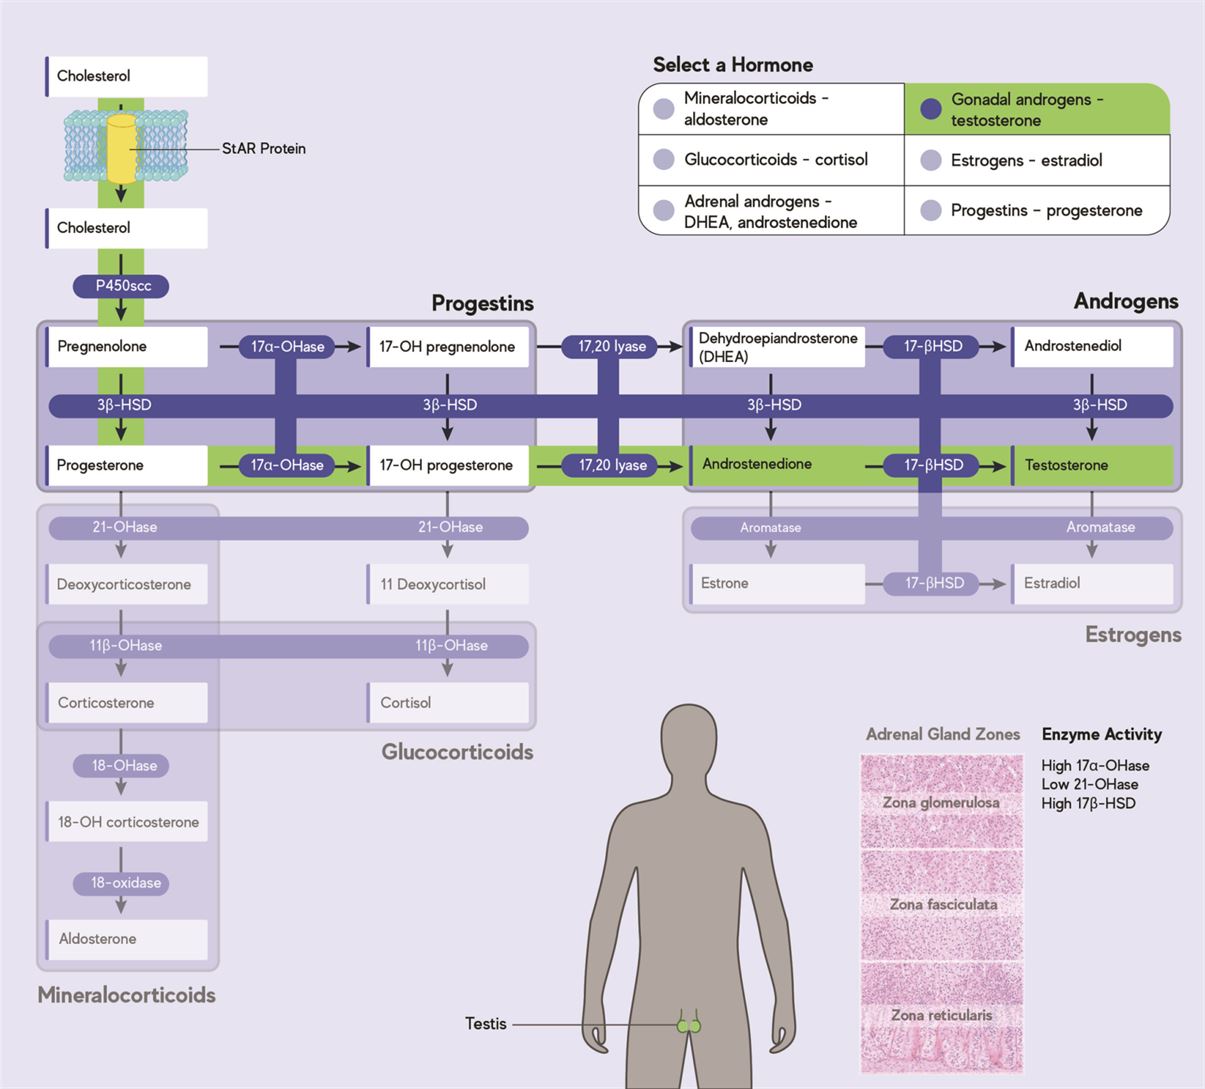 Cholesterol
StAR Protein
Cholesterol
P450scc
Select a Hormone
Mineralocorticoids –
aldosterone
Gonadal androgens –
testosterone
Glucocorticoids – cortisol
Estrogens – estradiol
Adrenal androgens –
DHEA, androstenedione
Progestins – progesterone
Progestins
Androgens
Pregnenolone
17α-OHase
17-OH pregnenolone
17,20 lyase
Dehydroepiandrosterone
(DHEA)
17-βHSD
Androstenediol
3β-HSD
3β-HSD
3β-HSD
3β-HSD
Progesterone
17α-OHase
17-OH progesterone
17,20 lyase
Androstenedione
17-βHSD
Testosterone
21-OHase
21-OHase
Aromatase
Aromatase
Deoxycorticosterone
11 Deoxycortisol
Estrone
17-βHSD
Estradiol
Estrogens
11β-OHase
11β-OHase
Corticosterone
Cortisol
Glucocorticoids
18-OHase
18-OH corticosterone
18-oxidase
Aldosterone
Mineralocorticoids
Testis
Adrenal Gland Zones
Zona glomerulosa
Zona fasciculata
Zona reticularis
Enzyme Activity
High 17α-OHase
Low 21-OHase
High 17β-HSD